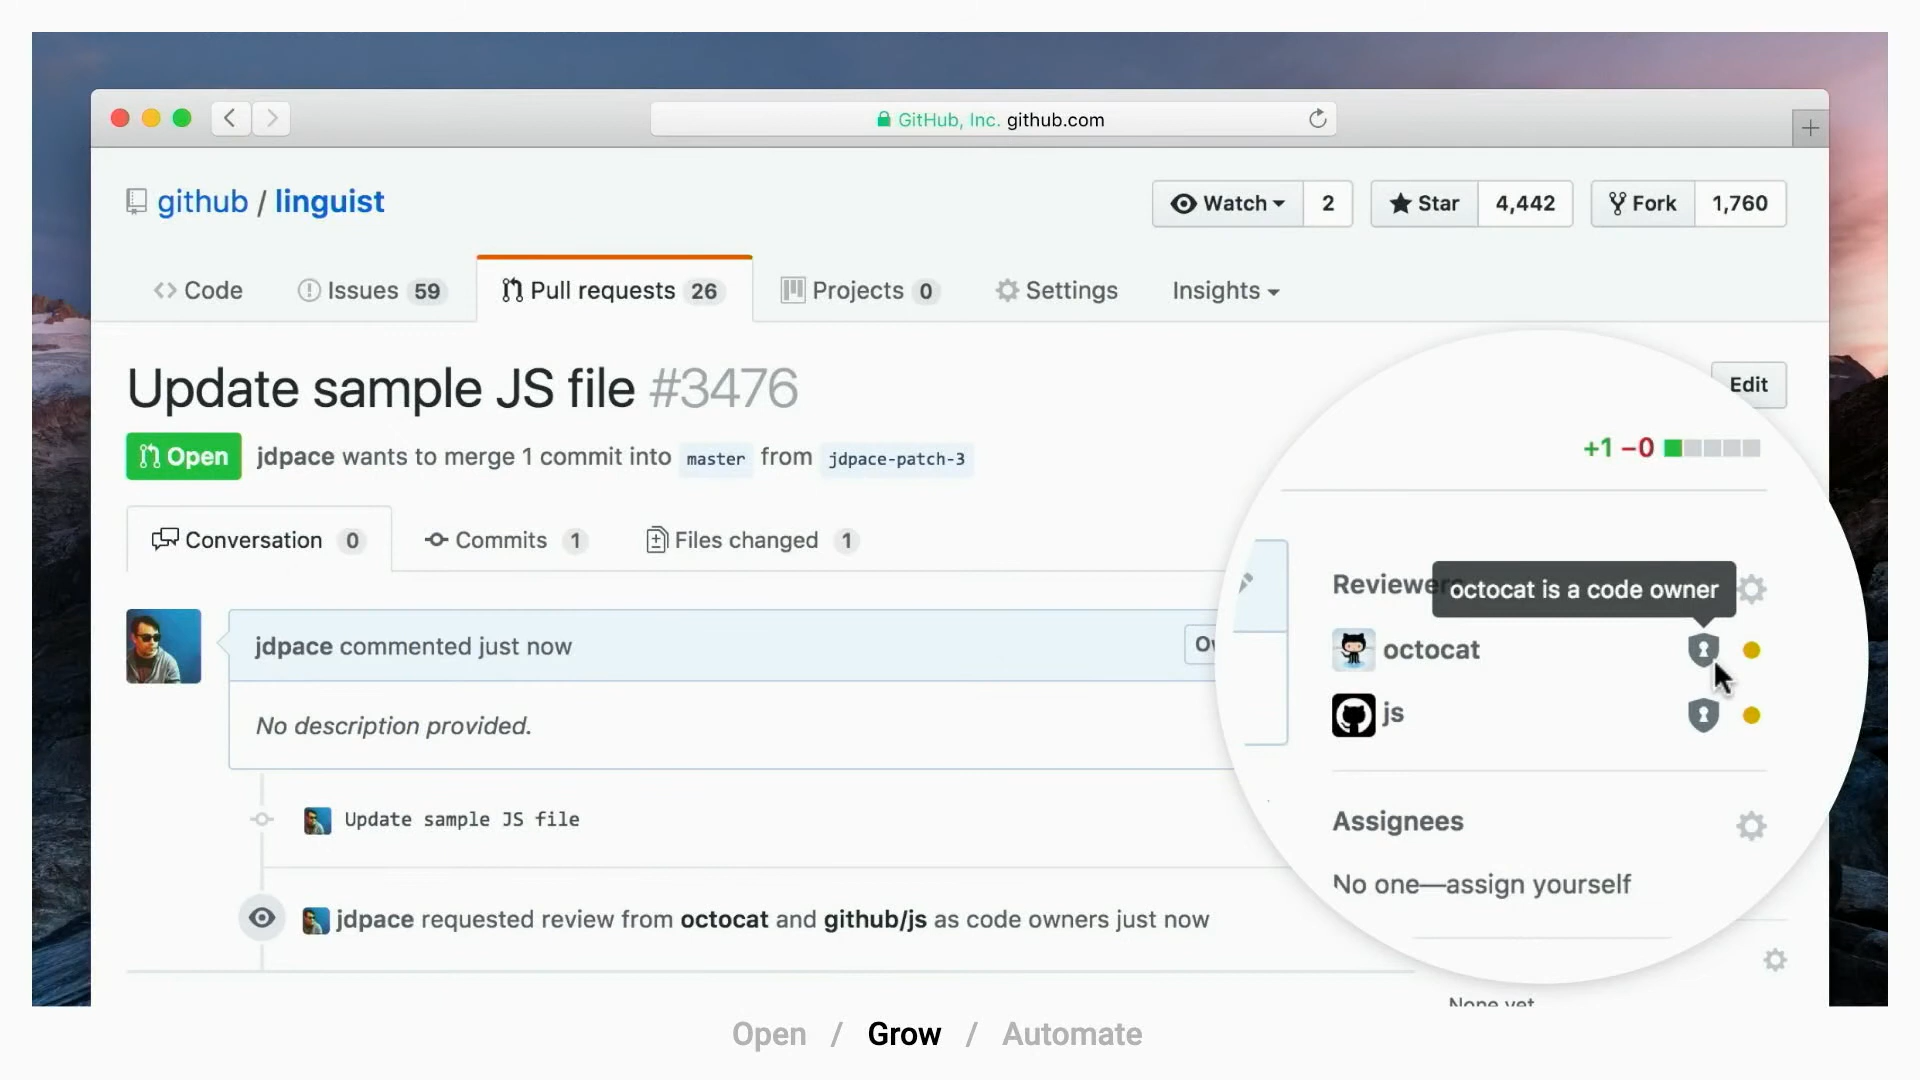 GitHub, Inc. github.com
github / linguist
Watch 2 Star 4,442 Fork 1,760
Code Issues 59 Pull requests 26 Projects 0 Settings Insights
Update sample JS file #3476
Edit
Open jdpace wants to merge 1 commit into master from jdpace-patch-3
+1 −0
Conversation 0 Commits 1 Files changed 1
Reviewers octocat is a code owner
jdpace commented just now
octocat
js
No description provided.
Update sample JS file
Assignees
No one—assign yourself
jdpace requested review from octocat and github/js as code owners just now
None yet
Open / Grow / Automate